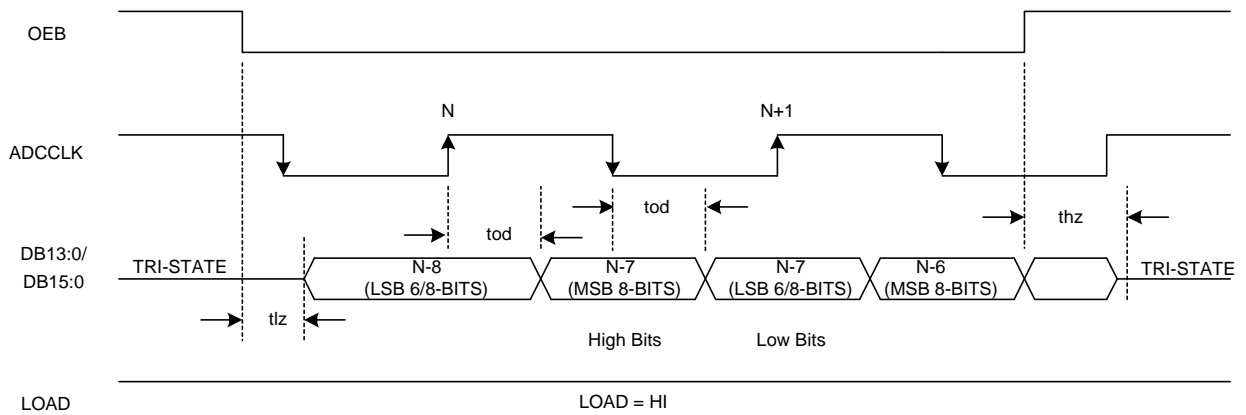 OEB
N
N+1
ADCCLK
tod
tod
thz
DB13:0/
DB15:0
TRI-STATE
N-8
(LSB 6/8-BITS)
N-7
(MSB 8-BITS)
N-7
(LSB 6/8-BITS)
N-6
(MSB 8-BITS)
TRI-STATE
tlz
High Bits
Low Bits
LOAD
LOAD = HI